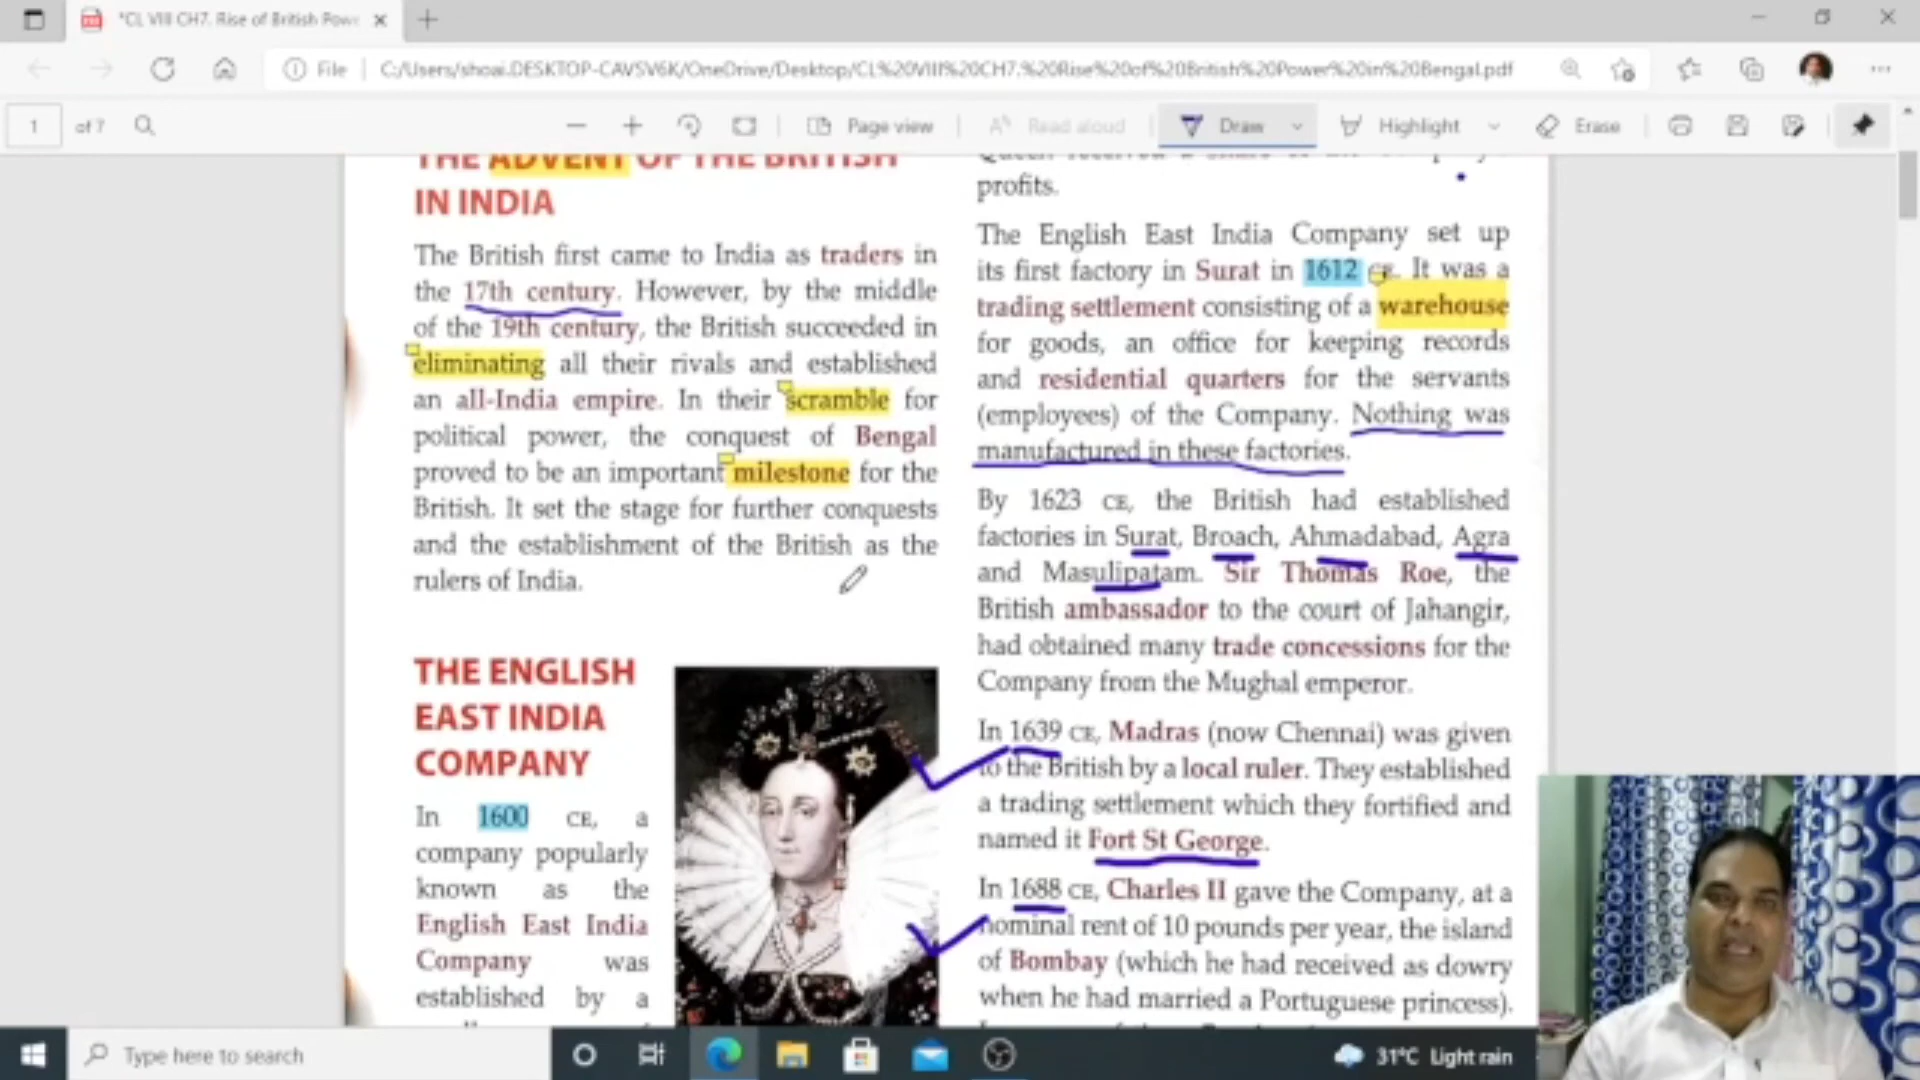 *CL VIII CH7. Rise of British Powe
File
C:/Users/shoai.DESKTOP-CAVSV6K/OneDrive/Desktop/CL%20VIII%20CH7.%20Rise%20of%20British%20Power%20in%20Bengal.pdf
1 of 7
Page view
Read aloud
Draw
Highlight
Erase
THE ADVENT OF THE BRITISH
IN INDIA
The British first came to India as traders in
the 17th century. However, by the middle
of the 19th century, the British succeeded in
eliminating all their rivals and established
an all-India empire. In their scramble for
political power, the conquest of Bengal
proved to be an important milestone for the
British. It set the stage for further conquests
and the establishment of the British as the
rulers of India.
THE ENGLISH
EAST INDIA
COMPANY
In 1600 CE, a
company popularly
known as the
English East India
Company was
established by a
profits.
The English East India Company set up
its first factory in Surat in 1612 CE. It was a
trading settlement consisting of a warehouse
for goods, an office for keeping records
and residential quarters for the servants
(employees) of the Company. Nothing was
manufactured in these factories.
By 1623 CE, the British had established
factories in Surat, Broach, Ahmadabad, Agra
and Masulipatam. Sir Thomas Roe, the
British ambassador to the court of Jahangir,
had obtained many trade concessions for the
Company from the Mughal emperor.
In 1639 CE, Madras (now Chennai) was given
to the British by a local ruler. They established
a trading settlement which they fortified and
named it Fort St George.
In 1688 CE, Charles II gave the Company, at a
nominal rent of 10 pounds per year, the island
of Bombay (which he had received as dowry
when he had married a Portuguese princess).
Type here to search
31°C Light rain